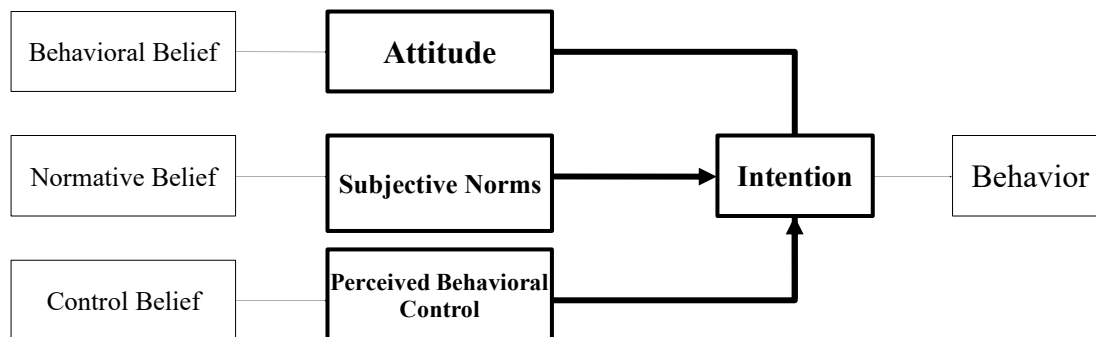 Behavioral Belief
Attitude
Normative Belief
Subjective Norms
Intention
Behavior
Control Belief
Perceived Behavioral
Control